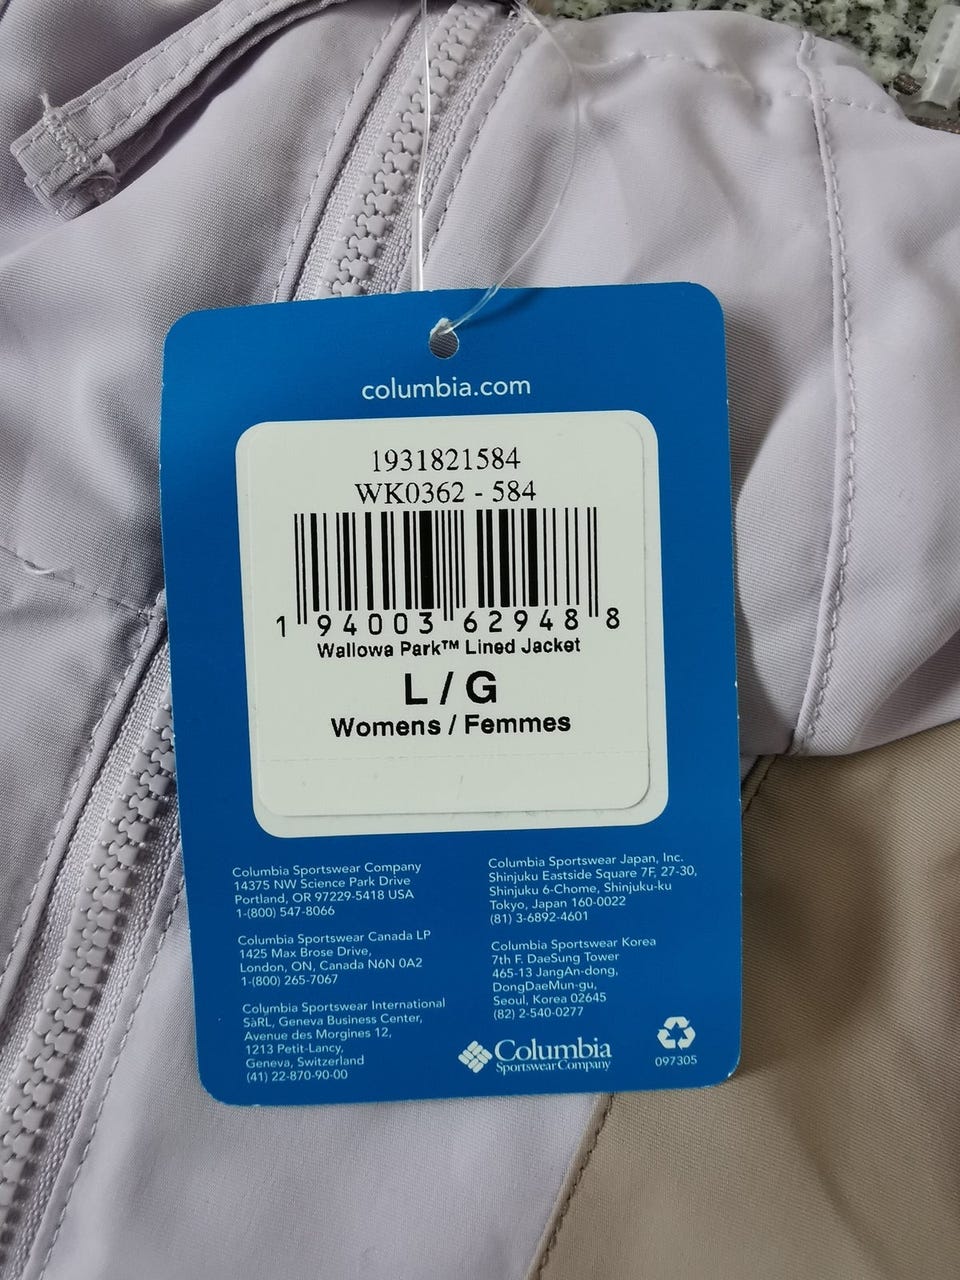 columbia.com
1931821584
WK0362 - 584
1 94003 62948 8
Wallowa Park™ Lined Jacket
L / G
Womens / Femmes
Columbia Sportswear Company
14375 NW Science Park Drive
Portland, OR 97229-5418 USA
1-(800) 547-8066
Columbia Sportswear Canada LP
1425 Max Brose Drive,
London, ON, Canada N6N 0A2
1-(800) 265-7067
Columbia Sportswear International
SàRL, Geneva Business Center,
Avenue des Morgines 12,
1213 Petit-Lancy,
Geneva, Switzerland
(41) 22-870-90-00
Columbia Sportswear Japan, Inc.
Shinjuku Eastside Square 7F, 27-30,
Shinjuku 6-Chome, Shinjuku-ku
Tokyo, Japan 160-0022
(81) 3-6892-4601
Columbia Sportswear Korea
7th F. DaeSung Tower
465-13 JangAn-dong,
DongDaeMun-gu,
Seoul, Korea 02645
(82) 2-540-0277
Columbia
Sportswear Company
097305